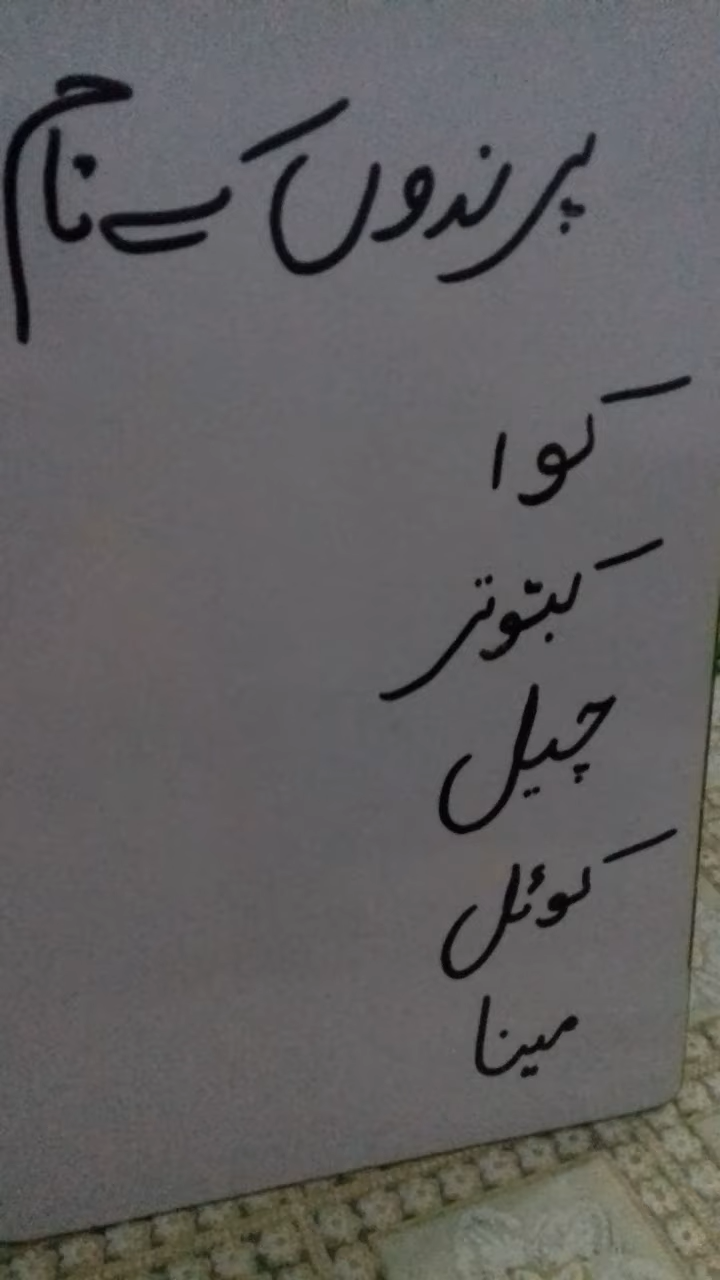 پرندوں کے نام
کوا
کبوتر
چیل
کوئل
مینا